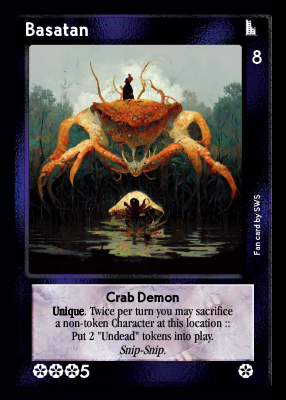 Basatan
8
Fan card by SWS
Crab Demon
Unique. Twice per turn you may sacrifice
a non-token Character at this location ::
Put 2 "Undead" tokens into play.
Snip-Snip.
5